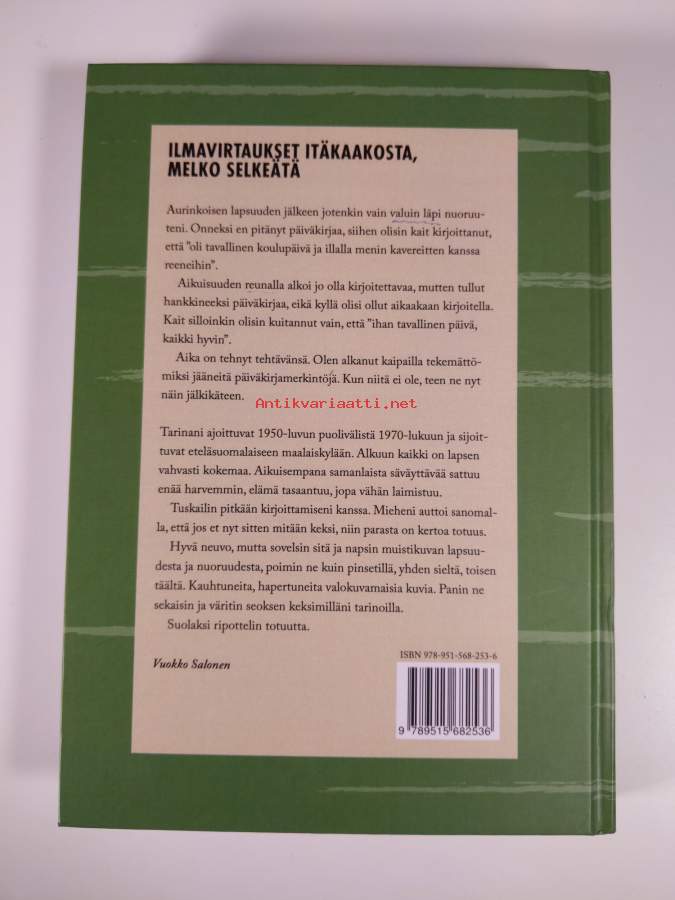 ILMAVIRTAUKSET ITÄKAAKOSTA,
MELKO SELKEÄTÄ
Aurinkoisen lapsuuden jälkeen jotenkin vain valuin läpi nuoruu-
teni. Onneksi en pitänyt päiväkirjaa, siihen olisin kait kirjoittanut,
että "oli tavallinen koulupäivä ja illalla menin kavereitten kanssa
reeneihin".
Aikuisuuden reunalla alkoi jo olla kirjoitettavaa, mutten tullut
hankkineeksi päiväkirjaa, eikä kyllä olisi ollut aikaakaan kirjoitella.
Kait silloinkin olisin kuitannut vain, että "ihan tavallinen päivä,
kaikki hyvin".
Aika on tehnyt tehtävänsä. Olen alkanut kaipailla tekemättö-
miksi jääneitä päiväkirjamerkintöjä. Kun niitä ei ole, teen ne nyt
näin jälkikäteen.
Antikvariaatti.net
Tarinani ajoittuvat 1950-luvun puolivälistä 1970-lukuun ja sijoit-
tuvat eteläsuomalaiseen maalaiskylään. Alkuun kaikki on lapsen
vahvasti kokemaa. Aikuisempana samanlaista säväyttävää sattuu
enää harvemmin, elämä tasaantuu, jopa vähän laimistuu.
Tuskailin pitkään kirjoittamiseni kanssa. Mieheni auttoi sanomal-
la, että jos et nyt sitten mitään keksi, niin parasta on kertoa totuus.
Hyvä neuvo, mutta sovelsin sitä ja napsin muistikuvan lapsuu-
desta ja nuoruudesta, poimin ne kuin pinsetillä, yhden sieltä, toisen
täältä. Kauhtuneita, hapertuneita valokuvamaisia kuvia. Panin ne
sekaisin ja väritin seoksen keksimilläni tarinoilla.
Suolaksi ripottelin totuutta.
Vuokko Salonen
ISBN 978-951-568-253-6
9 789515 682536